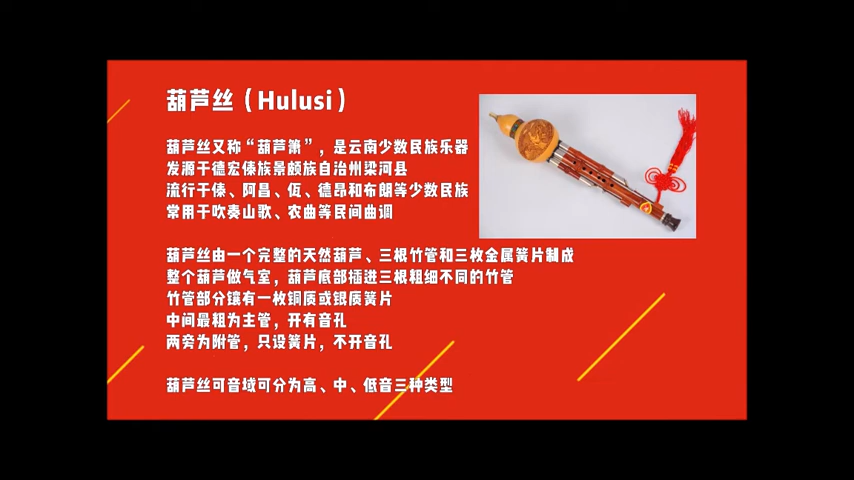 葫芦丝（Hulusi）
葫芦丝又称“葫芦箫”，是云南少数民族乐器
发源于德宏傣族景颇族自治州梁河县
流行于傣、阿昌、佤、德昂和布朗等少数民族
常用于吹奏山歌、农曲等民间曲调
葫芦丝由一个完整的天然葫芦、三根竹管和三枚金属簧片制成
整个葫芦做气室，葫芦底部插进三根粗细不同的竹管
竹管部分镶有一枚铜质或银质簧片
中间最粗为主管，开有音孔
两旁为附管，只设簧片，不开音孔
葫芦丝可音域可分为高、中、低音三种类型